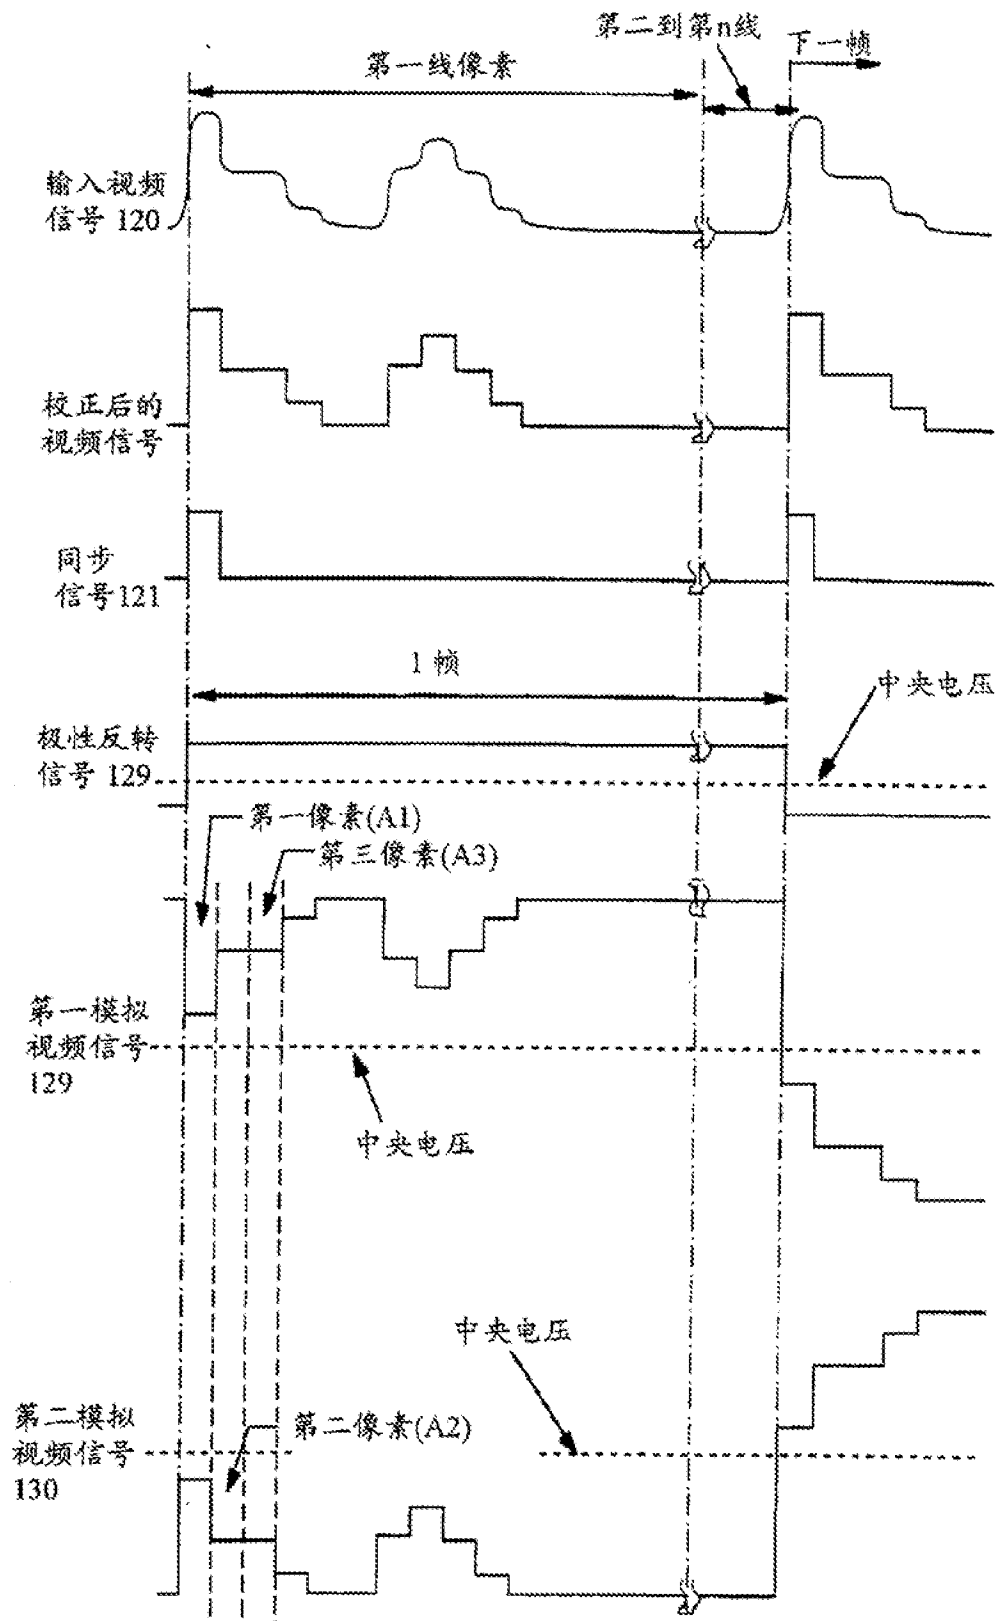 第二到第n线
下一帧
第一线像素
输入视频
信号 120
校正后的
视频信号
同步
信号121
1 帧
中央电压
极性反转
信号 129
第一像素(A1)
第三像素(A3)
第一模拟
视频信号
129
中央电压
中央电压
第二模拟
视频信号
130
第二像素(A2)